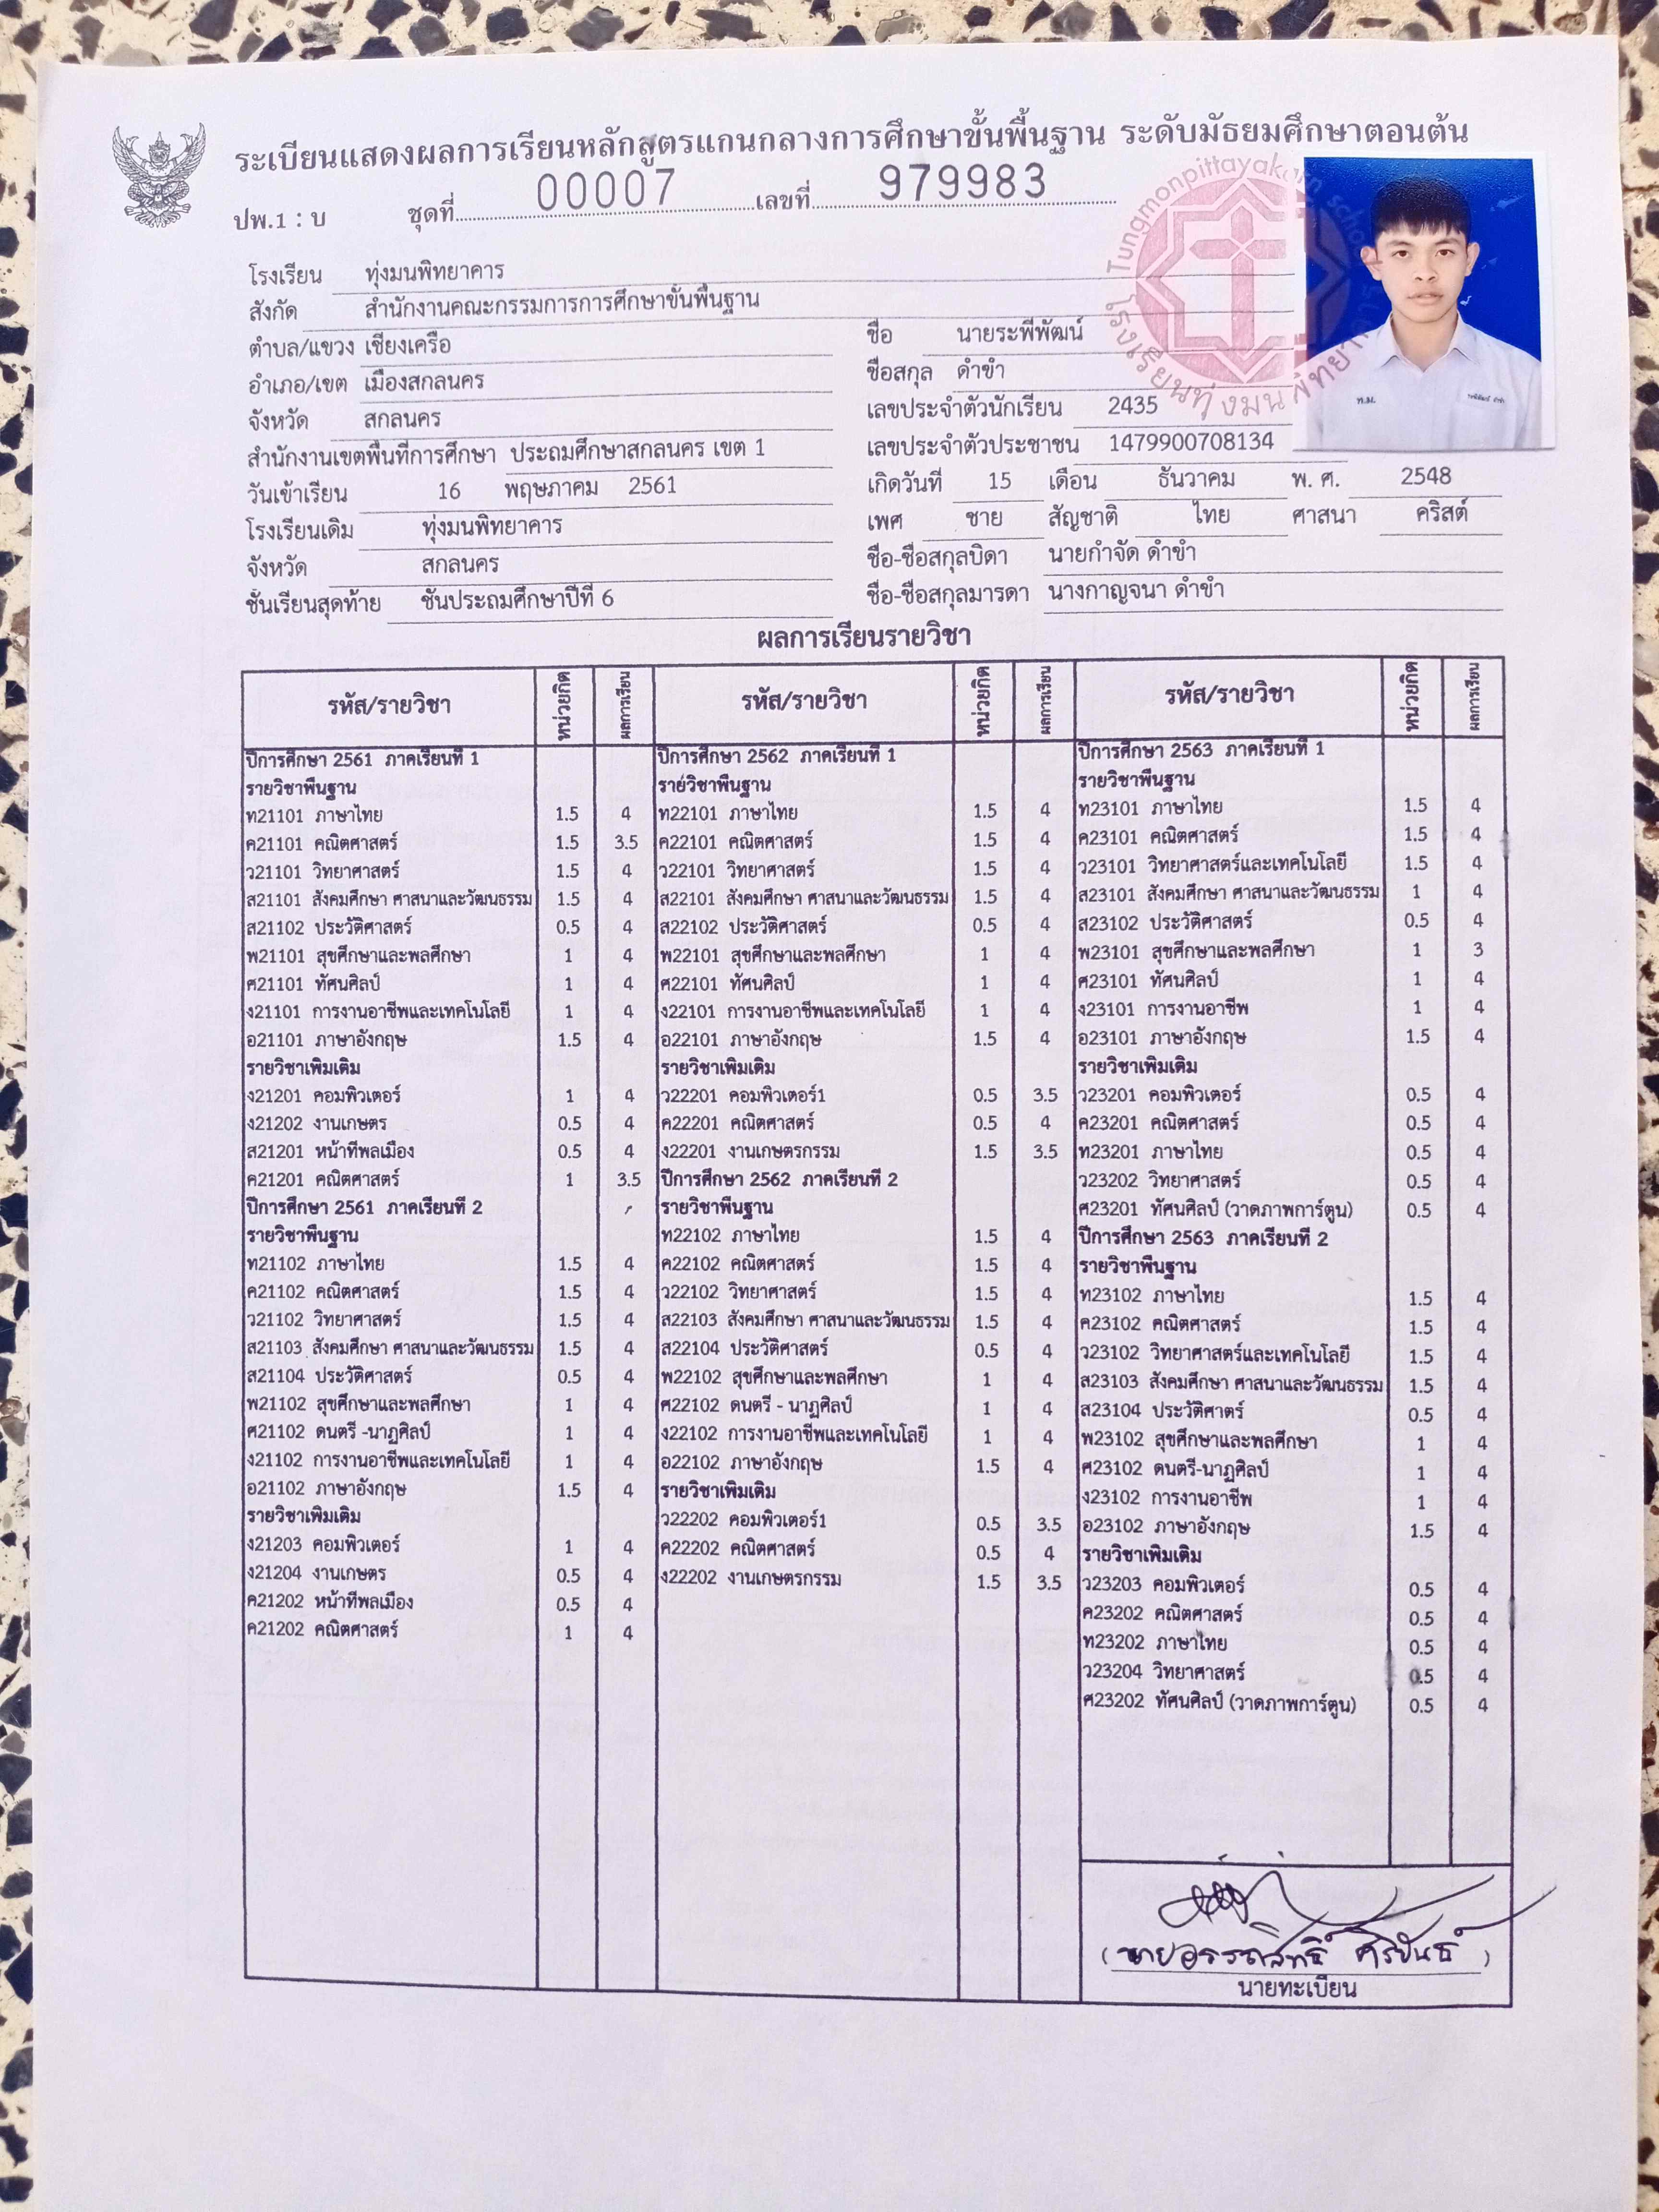 ระเบียนแสดงผลการเรียนหลักสูตรแกนกลางการศึกษาขั้นพื้นฐาน ระดับมัธยมศึกษาตอนต้น
ปพ.1 : บ ชุดที่ 00007 เลขที่ 979983
Tungmonpittayakarn school
โรงเรียนทุ่งมนพิทยาคาร
โรงเรียน ทุ่งมนพิทยาคาร
สังกัด สำนักงานคณะกรรมการการศึกษาขั้นพื้นฐาน
ตำบล/แขวง เชียงเครือ
อำเภอ/เขต เมืองสกลนคร
จังหวัด สกลนคร
สำนักงานเขตพื้นที่การศึกษา ประถมศึกษาสกลนคร เขต 1
วันเข้าเรียน 16 พฤษภาคม 2561
โรงเรียนเดิม ทุ่งมนพิทยาคาร
จังหวัด สกลนคร
ชั้นเรียนสุดท้าย ชั้นประถมศึกษาปีที่ 6
ชื่อ นายระพีพัฒน์
ชื่อสกุล ดำขำ
เลขประจำตัวนักเรียน 2435
เลขประจำตัวประชาชน 1479900708134
เกิดวันที่ 15 เดือน ธันวาคม พ. ศ. 2548
เพศ ชาย สัญชาติ ไทย ศาสนา คริสต์
ชื่อ-ชื่อสกุลบิดา นายกำจัด ดำขำ
ชื่อ-ชื่อสกุลมารดา นางกาญจนา ดำขำ
ท.ม.
ผลการเรียนรายวิชา
รหัส/รายวิชา หน่วยกิต ผลการเรียน
ปีการศึกษา 2561 ภาคเรียนที่ 1
รายวิชาพื้นฐาน
ท21101 ภาษาไทย 1.5 4
ค21101 คณิตศาสตร์ 1.5 3.5
ว21101 วิทยาศาสตร์ 1.5 4
ส21101 สังคมศึกษา ศาสนาและวัฒนธรรม 1.5 4
ส21102 ประวัติศาสตร์ 0.5 4
พ21101 สุขศึกษาและพลศึกษา 1 4
ศ21101 ทัศนศิลป์ 1 4
ง21101 การงานอาชีพและเทคโนโลยี 1 4
อ21101 ภาษาอังกฤษ 1.5 4
รายวิชาเพิ่มเติม
ง21201 คอมพิวเตอร์ 1 4
ง21202 งานเกษตร 0.5 4
ส21201 หน้าที่พลเมือง 0.5 4
ค21201 คณิตศาสตร์ 1 3.5
ปีการศึกษา 2561 ภาคเรียนที่ 2
รายวิชาพื้นฐาน
ท21102 ภาษาไทย 1.5 4
ค21102 คณิตศาสตร์ 1.5 4
ว21102 วิทยาศาสตร์ 1.5 4
ส21103 สังคมศึกษา ศาสนาและวัฒนธรรม 1.5 4
ส21104 ประวัติศาสตร์ 0.5 4
พ21102 สุขศึกษาและพลศึกษา 1 4
ศ21102 ดนตรี -นาฏศิลป์ 1 4
ง21102 การงานอาชีพและเทคโนโลยี 1 4
อ21102 ภาษาอังกฤษ 1.5 4
รายวิชาเพิ่มเติม
ง21203 คอมพิวเตอร์ 1 4
ง21204 งานเกษตร 0.5 4
ค21202 หน้าที่พลเมือง 0.5 4
ค21202 คณิตศาสตร์ 1 4
รหัส/รายวิชา หน่วยกิต ผลการเรียน
ปีการศึกษา 2562 ภาคเรียนที่ 1
รายวิชาพื้นฐาน
ท22101 ภาษาไทย 1.5 4
ค22101 คณิตศาสตร์ 1.5 4
ว22101 วิทยาศาสตร์ 1.5 4
ส22101 สังคมศึกษา ศาสนาและวัฒนธรรม 1.5 4
ส22102 ประวัติศาสตร์ 0.5 4
พ22101 สุขศึกษาและพลศึกษา 1 4
ศ22101 ทัศนศิลป์ 1 4
ง22101 การงานอาชีพและเทคโนโลยี 1 4
อ22101 ภาษาอังกฤษ 1.5 4
รายวิชาเพิ่มเติม
ว22201 คอมพิวเตอร์1 0.5 3.5
ค22201 คณิตศาสตร์ 0.5 4
ง22201 งานเกษตรกรรม 1.5 3.5
ปีการศึกษา 2562 ภาคเรียนที่ 2
รายวิชาพื้นฐาน
ท22102 ภาษาไทย 1.5 4
ค22102 คณิตศาสตร์ 1.5 4
ว22102 วิทยาศาสตร์ 1.5 4
ส22103 สังคมศึกษา ศาสนาและวัฒนธรรม 1.5 4
ส22104 ประวัติศาสตร์ 0.5 4
พ22102 สุขศึกษาและพลศึกษา 1 4
ศ22102 ดนตรี - นาฏศิลป์ 1 4
ง22102 การงานอาชีพและเทคโนโลยี 1 4
อ22102 ภาษาอังกฤษ 1.5 4
รายวิชาเพิ่มเติม
ว22202 คอมพิวเตอร์1 0.5 3.5
ค22202 คณิตศาสตร์ 0.5 4
ง22202 งานเกษตรกรรม 1.5 3.5
รหัส/รายวิชา หน่วยกิต ผลการเรียน
ปีการศึกษา 2563 ภาคเรียนที่ 1
รายวิชาพื้นฐาน
ท23101 ภาษาไทย 1.5 4
ค23101 คณิตศาสตร์ 1.5 4
ว23101 วิทยาศาสตร์และเทคโนโลยี 1.5 4
ส23101 สังคมศึกษา ศาสนาและวัฒนธรรม 1 4
ส23102 ประวัติศาสตร์ 0.5 4
พ23101 สุขศึกษาและพลศึกษา 1 3
ศ23101 ทัศนศิลป์ 1 4
ง23101 การงานอาชีพ 1 4
อ23101 ภาษาอังกฤษ 1.5 4
รายวิชาเพิ่มเติม
ว23201 คอมพิวเตอร์ 0.5 4
ค23201 คณิตศาสตร์ 0.5 4
ท23201 ภาษาไทย 0.5 4
ว23202 วิทยาศาสตร์ 0.5 4
ศ23201 ทัศนศิลป์ (วาดภาพการ์ตูน) 0.5 4
ปีการศึกษา 2563 ภาคเรียนที่ 2
รายวิชาพื้นฐาน
ท23102 ภาษาไทย 1.5 4
ค23102 คณิตศาสตร์ 1.5 4
ว23102 วิทยาศาสตร์และเทคโนโลยี 1.5 4
ส23103 สังคมศึกษา ศาสนาและวัฒนธรรม 1.5 4
ส23104 ประวัติศาตร์ 0.5 4
พ23102 สุขศึกษาและพลศึกษา 1 4
ศ23102 ดนตรี-นาฏศิลป์ 1 4
ง23102 การงานอาชีพ 1 4
อ23102 ภาษาอังกฤษ 1.5 4
รายวิชาเพิ่มเติม
ว23203 คอมพิวเตอร์ 0.5 4
ค23202 คณิตศาสตร์ 0.5 4
ท23202 ภาษาไทย 0.5 4
ว23204 วิทยาศาสตร์ 0.5 4
ศ23202 ทัศนศิลป์ (วาดภาพการ์ตูน) 0.5 4
(นายอรรถสิทธิ์ ศิริขันธ์)
นายทะเบียน